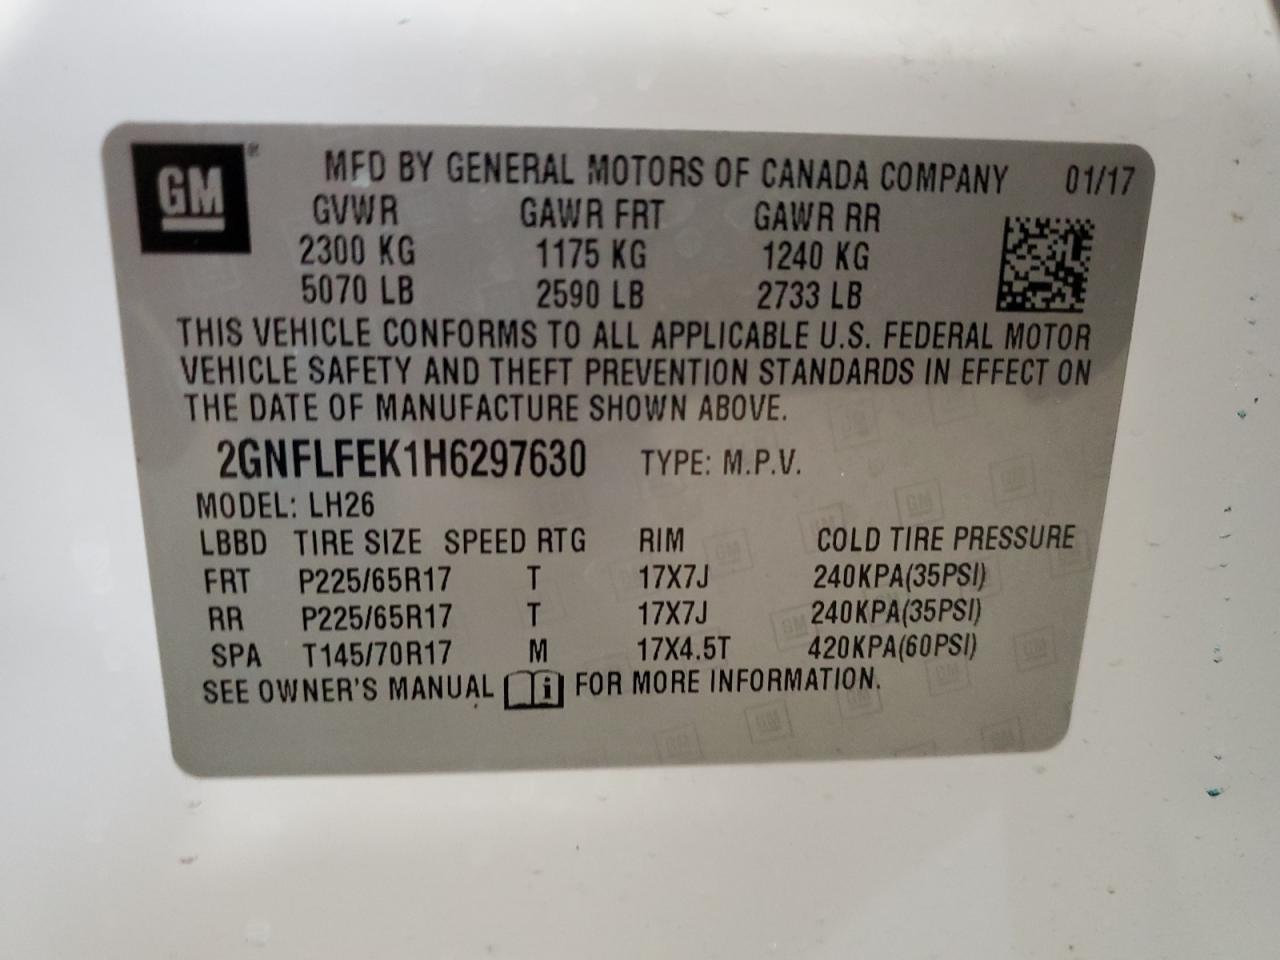 GM®
MFD BY GENERAL MOTORS OF CANADA COMPANY 01/17
GVWR GAWR FRT GAWR RR
2300 KG 1175 KG 1240 KG
5070 LB 2590 LB 2733 LB
THIS VEHICLE CONFORMS TO ALL APPLICABLE U.S. FEDERAL MOTOR
VEHICLE SAFETY AND THEFT PREVENTION STANDARDS IN EFFECT ON
THE DATE OF MANUFACTURE SHOWN ABOVE.
2GNFLFEK1H6297630 TYPE: M.P.V.
MODEL: LH26
LBBD TIRE SIZE SPEED RTG RIM COLD TIRE PRESSURE
FRT P225/65R17 T 17X7J 240KPA(35PSI)
RR P225/65R17 T 17X7J 240KPA(35PSI)
SPA T145/70R17 M 17X4.5T 420KPA(60PSI)
SEE OWNER'S MANUAL i FOR MORE INFORMATION.